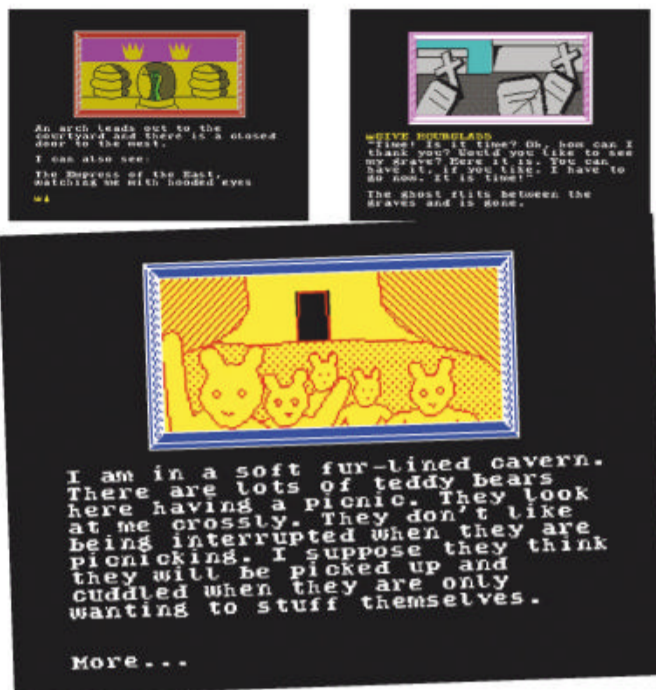 An arch leads out to the
courtyard and there is a closed
door to the west.
I can also see:
The Empress of the East,
watching me with hooded eyes
GIVE HOURGLASS
"Time! Is it time? Oh, how can I
thank you? Would you like to see
my grave? Here it is. You can
have it, if you like. I have to
go now. It is time!"
The ghost flits between the
graves and is gone.
I am in a soft fur-lined cavern.
There are lots of teddy bears
here having a picnic. They look
at me crossly. They don't like
being interrupted when they are
picnicking. I suppose they think
they will be picked up and
cuddled when they are only
wanting to stuff themselves.
More...